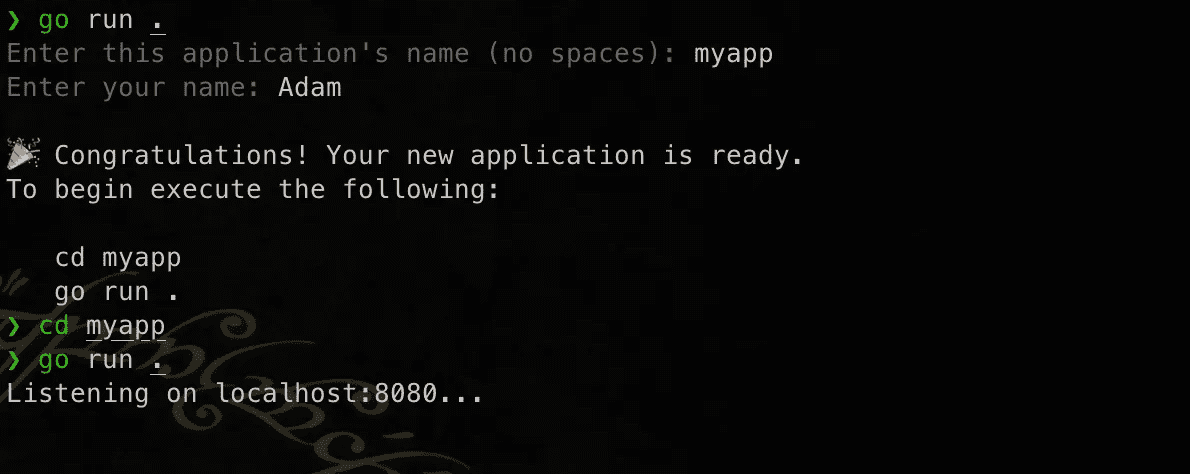 ❯ go run .
Enter this application's name (no spaces): myapp
Enter your name: Adam
🎉 Congratulations! Your new application is ready.
To begin execute the following:
cd myapp
go run .
❯ cd myapp
❯ go run .
Listening on localhost:8080...